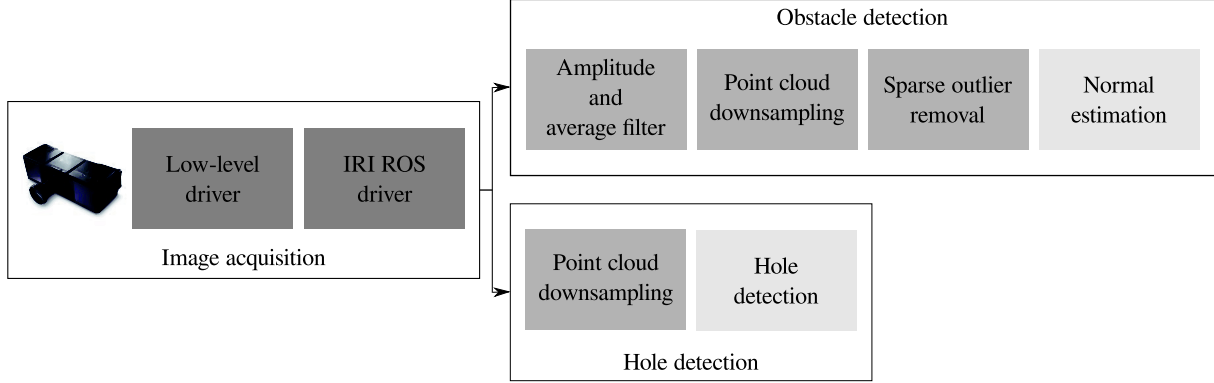 Obstacle detection
Amplitude
and
average filter
Point cloud
downsampling
Sparse outlier
removal
Normal
estimation
Low-level
driver
IRI ROS
driver
Image acquisition
Point cloud
downsampling
Hole
detection
Hole detection